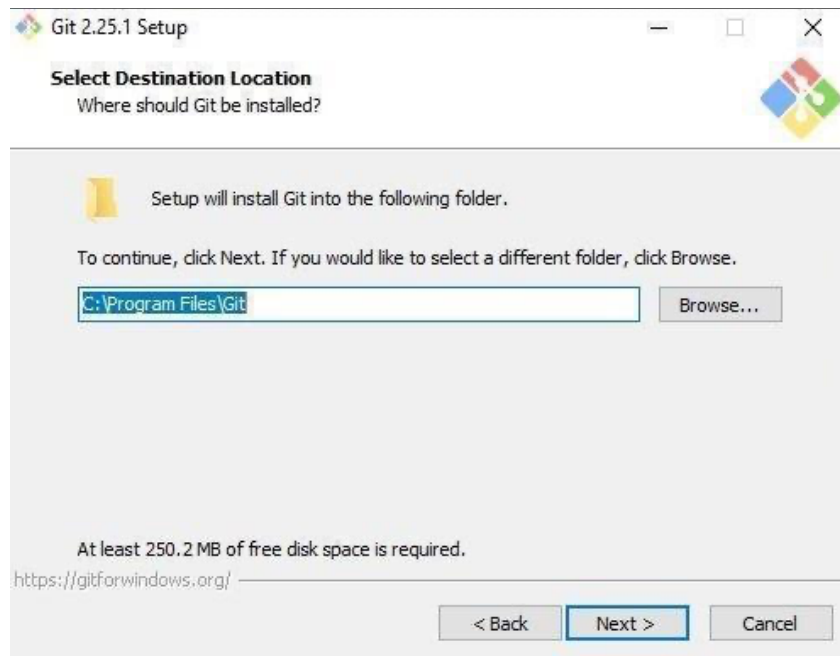 Git 2.25.1 Setup
Select Destination Location
Where should Git be installed?
Setup will install Git into the following folder.
To continue, click Next. If you would like to select a different folder, click Browse.
C:\Program Files\Git
Browse...
At least 250.2 MB of free disk space is required.
https://gitforwindows.org/
< Back
Next >
Cancel